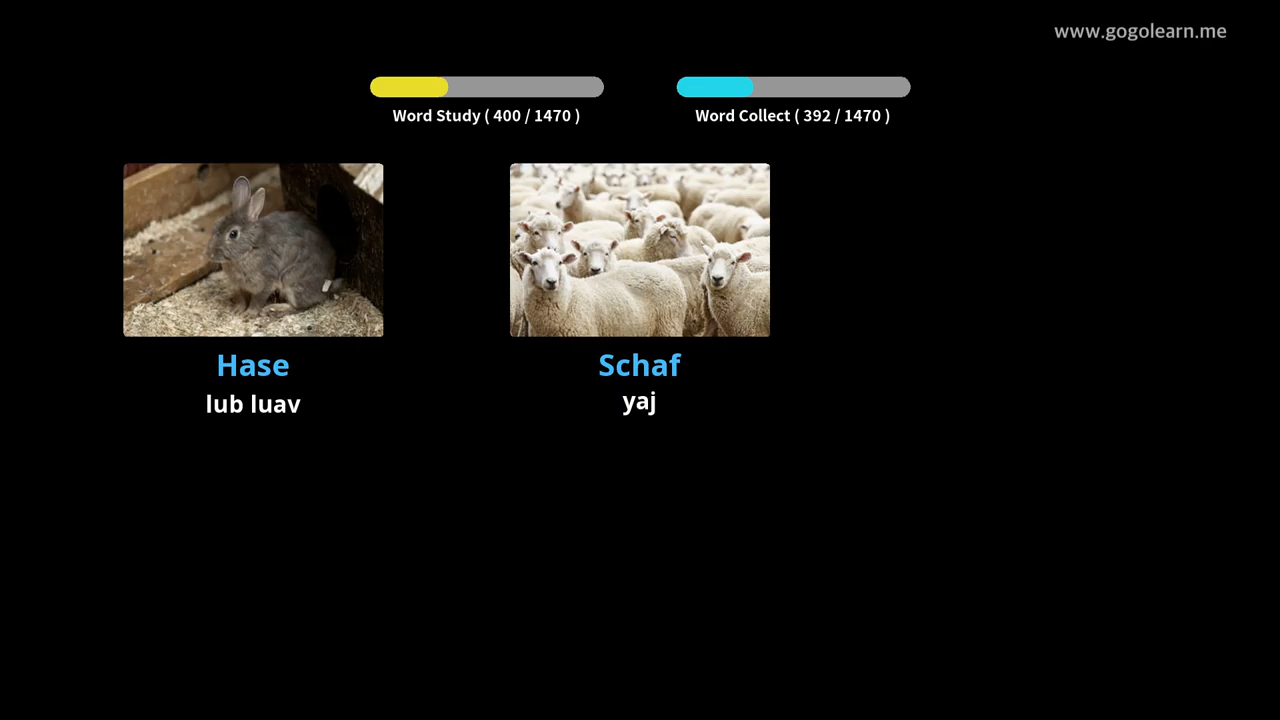 www.gogolearn.me
Word Study ( 400 / 1470 )
Word Collect ( 392 / 1470 )
Hase
lub luav
Schaf
yaj